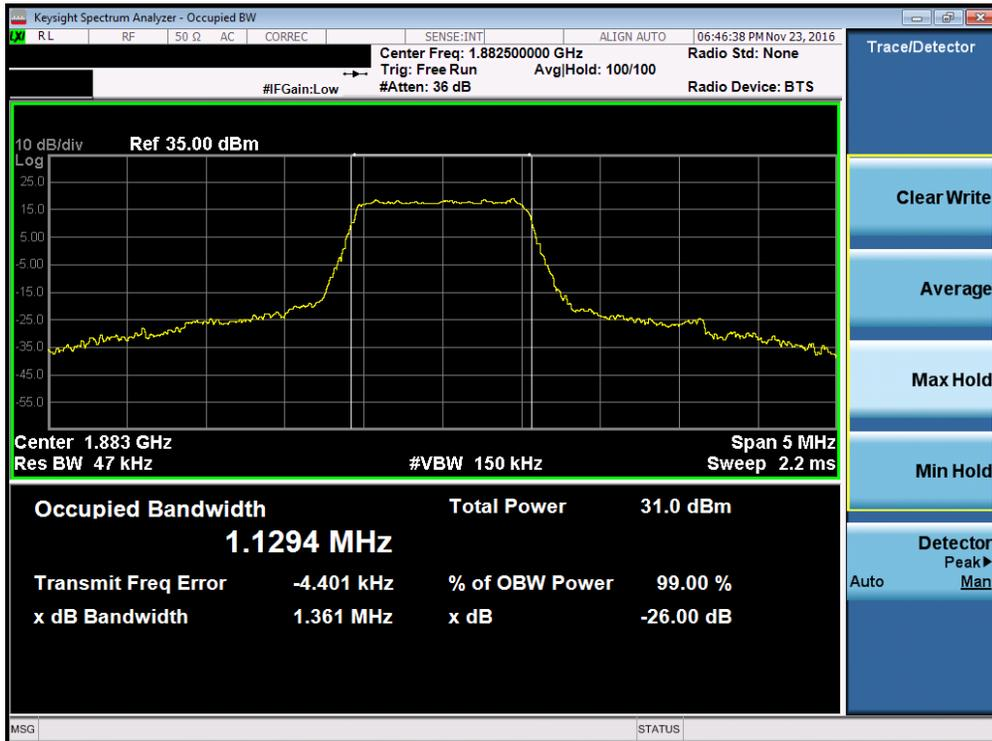 Keysight Spectrum Analyzer - Occupied BW
LXI RL RF 50 Ω AC CORREC SENSE:INT ALIGN AUTO 06:46:38 PM Nov 23, 2016
Center Freq: 1.882500000 GHz Radio Std: None
Trig: Free Run Avg|Hold: 100/100
#IFGain:Low #Atten: 36 dB Radio Device: BTS
10 dB/div Ref 35.00 dBm
Log
25.0
15.0
5.00
-5.00
-15.0
-25.0
-35.0
-45.0
-55.0
Center 1.883 GHz Span 5 MHz
Res BW 47 kHz #VBW 150 kHz Sweep 2.2 ms
Occupied Bandwidth Total Power 31.0 dBm
1.1294 MHz
Transmit Freq Error -4.401 kHz % of OBW Power 99.00 %
x dB Bandwidth 1.361 MHz x dB -26.00 dB
MSG STATUS
Trace/Detector
Clear Write
Average
Max Hold
Min Hold
Detector
Peak▶
Auto Man